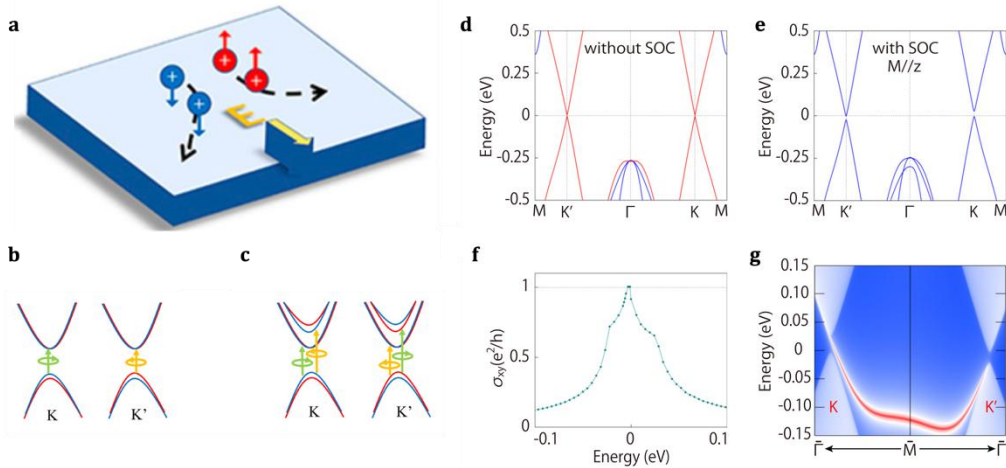 a
+
+
+
+
E
b
K
K'
c
K
K'
d
without SOC
Energy (eV)
0.5
0.25
0
-0.25
-0.5
M K' Γ K M
e
with SOC
M//z
Energy (eV)
0.5
0.25
0
-0.25
-0.5
M K' Γ K M
f
σxy(e²/h)
1
0.5
0
-0.1 0 0.1
Energy (eV)
g
Energy (eV)
0.15
0.10
0.05
0
-0.05
-0.10
-0.15
K K'
Γ̄ M̄ Γ̄